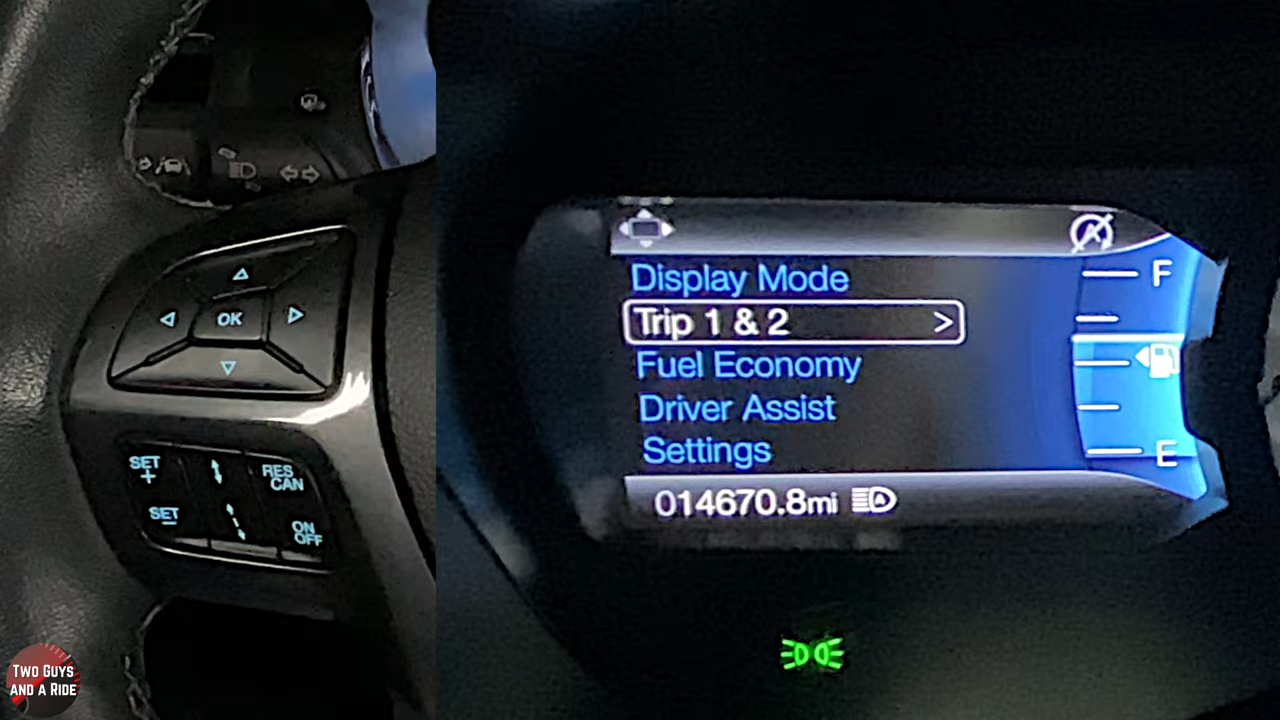 OK
SET
+
RES
CAN
SET
-
ON
OFF
Display Mode
Trip 1 & 2 >
Fuel Economy
Driver Assist
Settings
014670.8mi
F
E
TWO GUYS
AND A RIDE